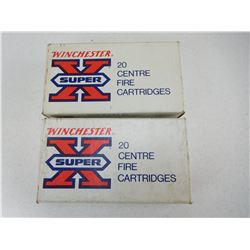 WINCHESTER
X
SUPER
20
CENTRE
FIRE
CARTRIDGES
WINCHESTER
X
SUPER
20
CENTRE
FIRE
CARTRIDGES